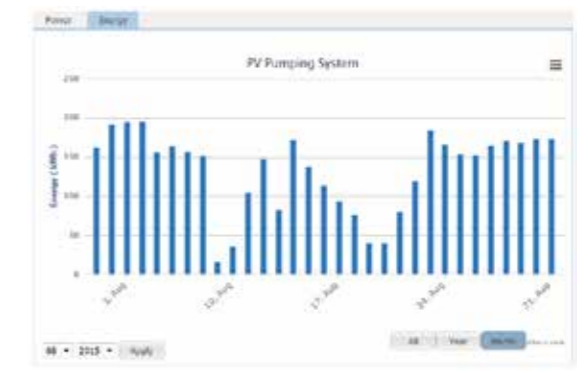 Power Energy
PV Pumping System
250
200
150
100
50
0
Energy (kWh)
3. Aug 10. Aug 17. Aug 24. Aug 31. Aug
All Year Month
08 2015 Apply